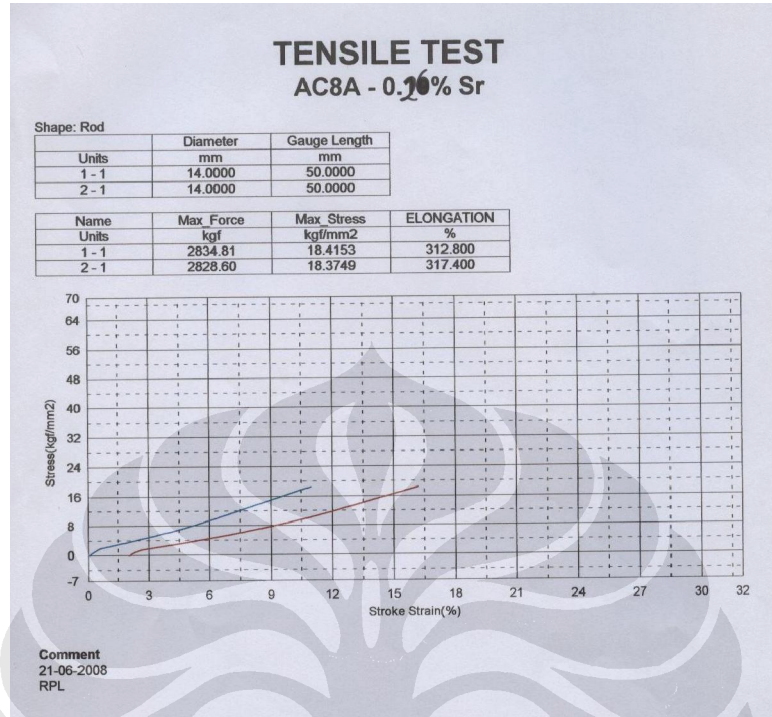 TENSILE TEST
AC8A - 0.26% Sr
Shape: Rod
Diameter Gauge Length
Units mm mm
1 - 1 14.0000 50.0000
2 - 1 14.0000 50.0000
Name Max_Force Max_Stress ELONGATION
Units kgf kgf/mm2 %
1 - 1 2834.81 18.4153 312.800
2 - 1 2828.60 18.3749 317.400
70
64
56
48
40
32
24
16
8
0
-7
Stress(kgf/mm2)
0 3 6 9 12 15 18 21 24 27 30 32
Stroke Strain(%)
Comment
21-06-2008
RPL